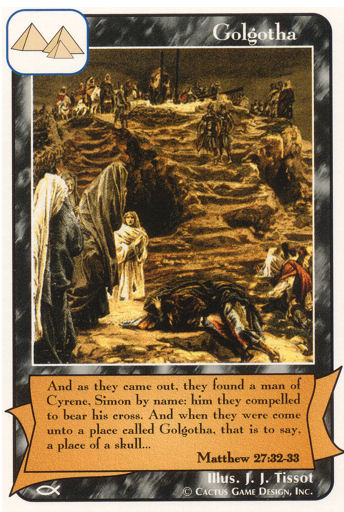 Golgotha
And as they came out, they found a man of
Cyrene, Simon by name: him they compelled
to bear his cross. And when they were come
unto a place called Golgotha, that is to say,
a place of a skull...
Matthew 27:32-33
Illus. J. J. Tissot
© Cactus Game Design, Inc.